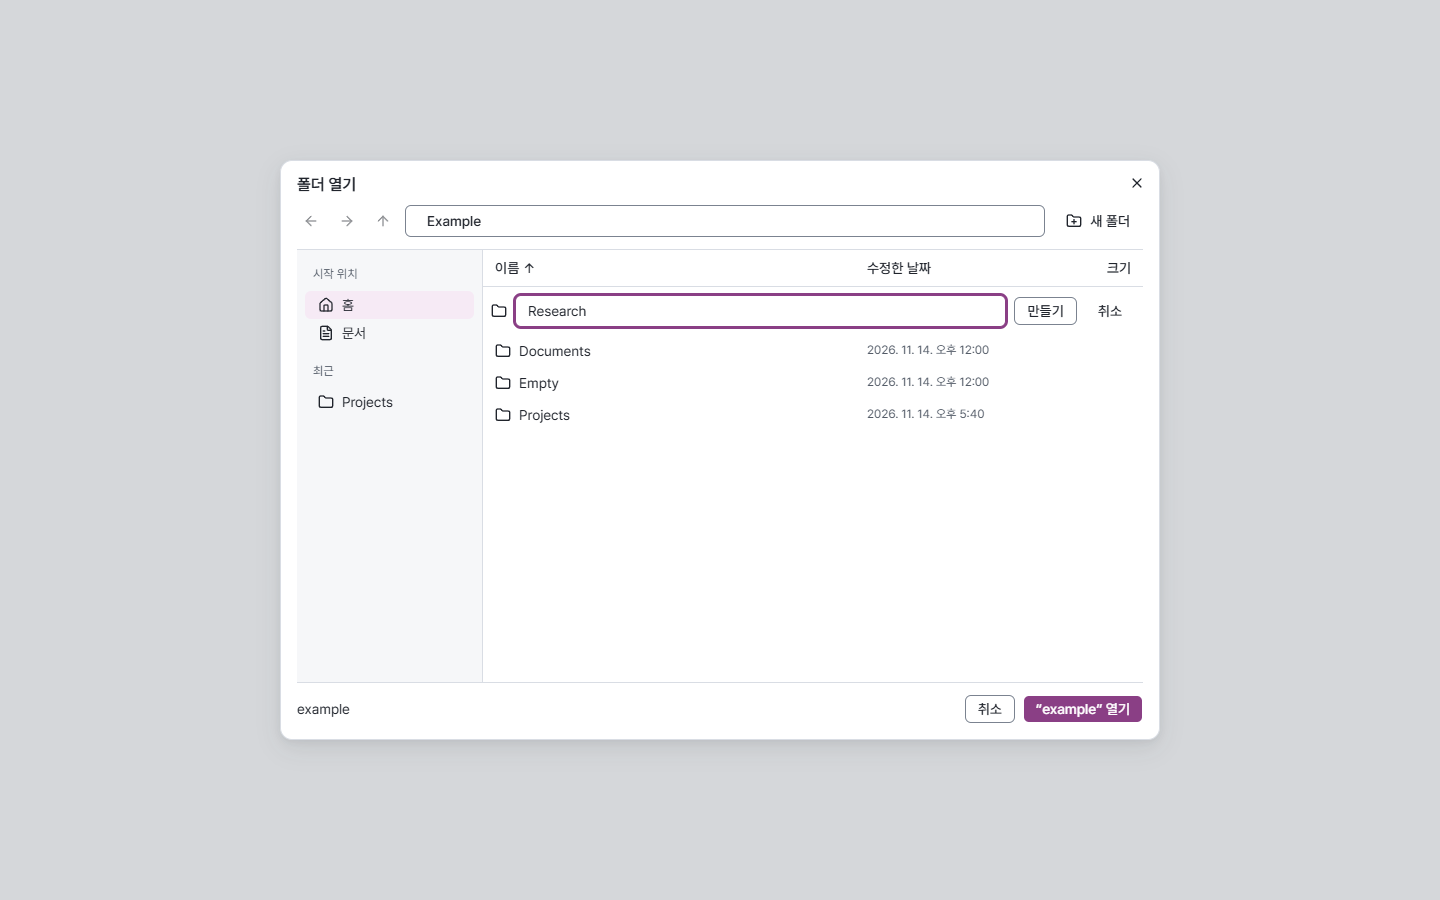 폴더 열기
Example
새 폴더
시작 위치
홈
문서
최근
Projects
이름 수정한 날짜 크기
Research 만들기 취소
Documents 2026. 11. 14. 오후 12:00
Empty 2026. 11. 14. 오후 12:00
Projects 2026. 11. 14. 오후 5:40
example
취소
“example” 열기